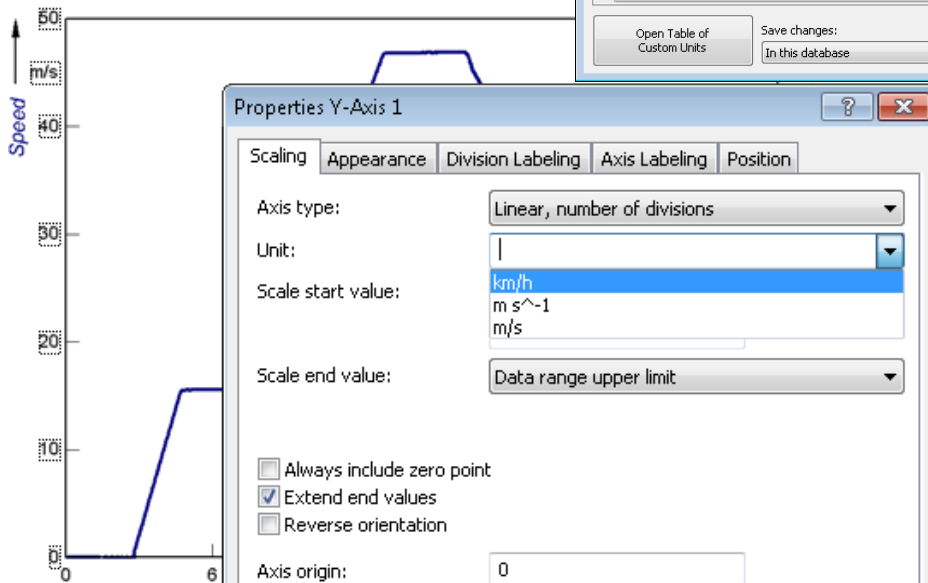 Open Table of
Custom Units
Save changes:
In this database
50
m/s
Speed
40
30
20
10
0
0
6
Properties Y-Axis 1
?
Scaling
Appearance
Division Labeling
Axis Labeling
Position
Axis type:
Linear, number of divisions
Unit:
km/h
m s^-1
m/s
Scale start value:
Scale end value:
Data range upper limit
Always include zero point
Extend end values
Reverse orientation
Axis origin:
0